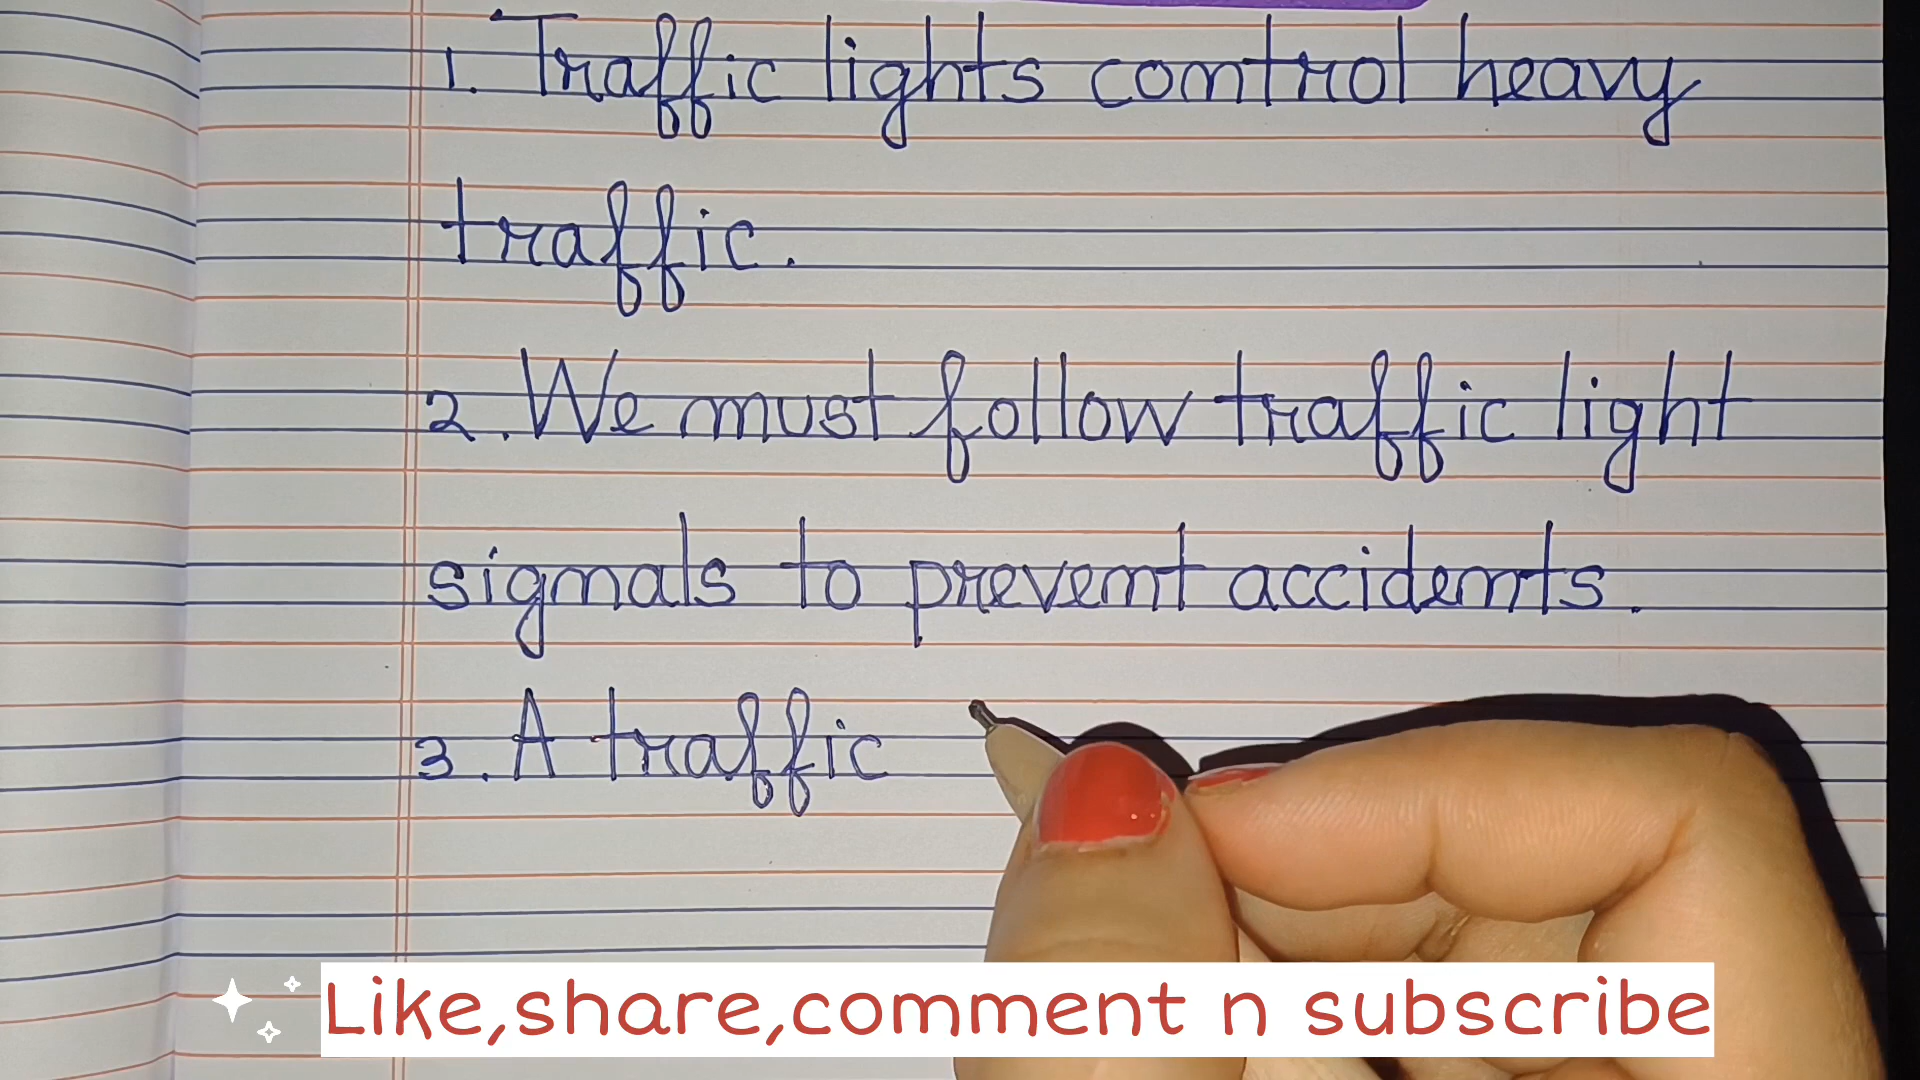 1. Traffic lights control heavy
traffic.
2. We must follow traffic light
signals to prevent accidents.
3. A traffic
Like,share,comment n subscribe